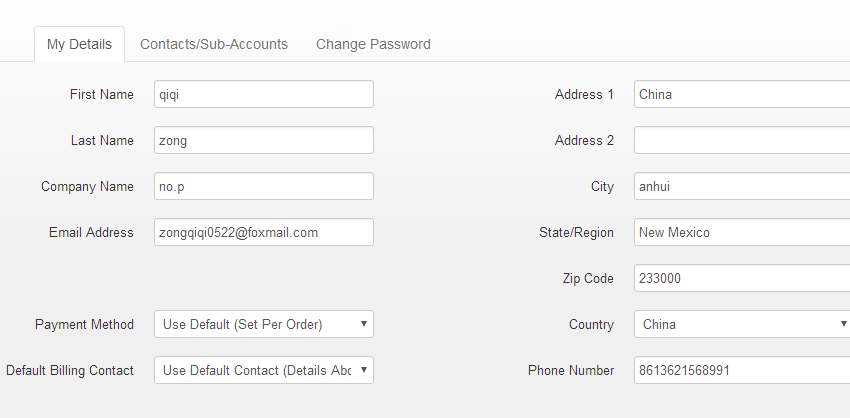 My Details Contacts/Sub-Accounts Change Password
First Name qiqi Address 1 China
Last Name zong Address 2
Company Name no.p City anhui
Email Address zongqiqi0522@foxmail.com State/Region New Mexico
Zip Code 233000
Payment Method Use Default (Set Per Order) Country China
Default Billing Contact Use Default Contact (Details Abc Phone Number 8613621568991